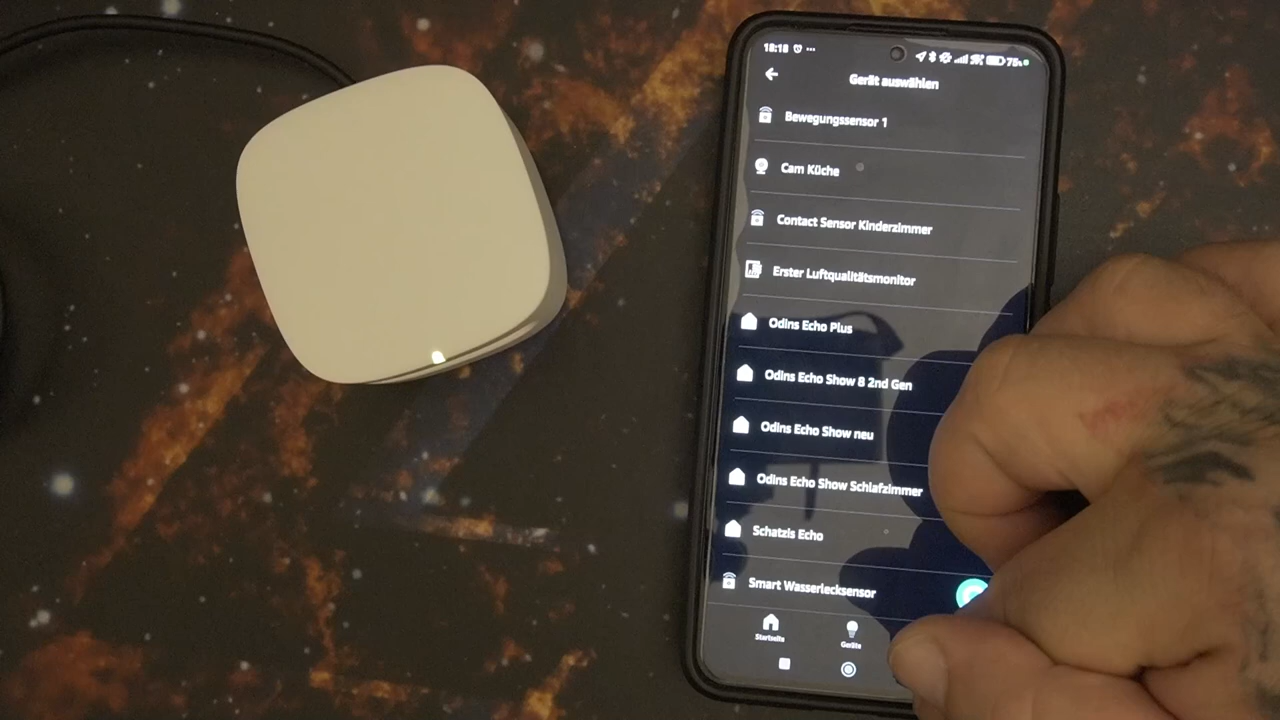 18:18
75%
Gerät auswählen
Bewegungssensor 1
Cam Küche
Contact Sensor Kinderzimmer
Erster Luftqualitätsmonitor
Odins Echo Plus
Odins Echo Show 8 2nd Gen
Odins Echo Show neu
Odins Echo Show Schlafzimmer
Schatzis Echo
Smart Wasserlecksensor
Startseite
Geräte